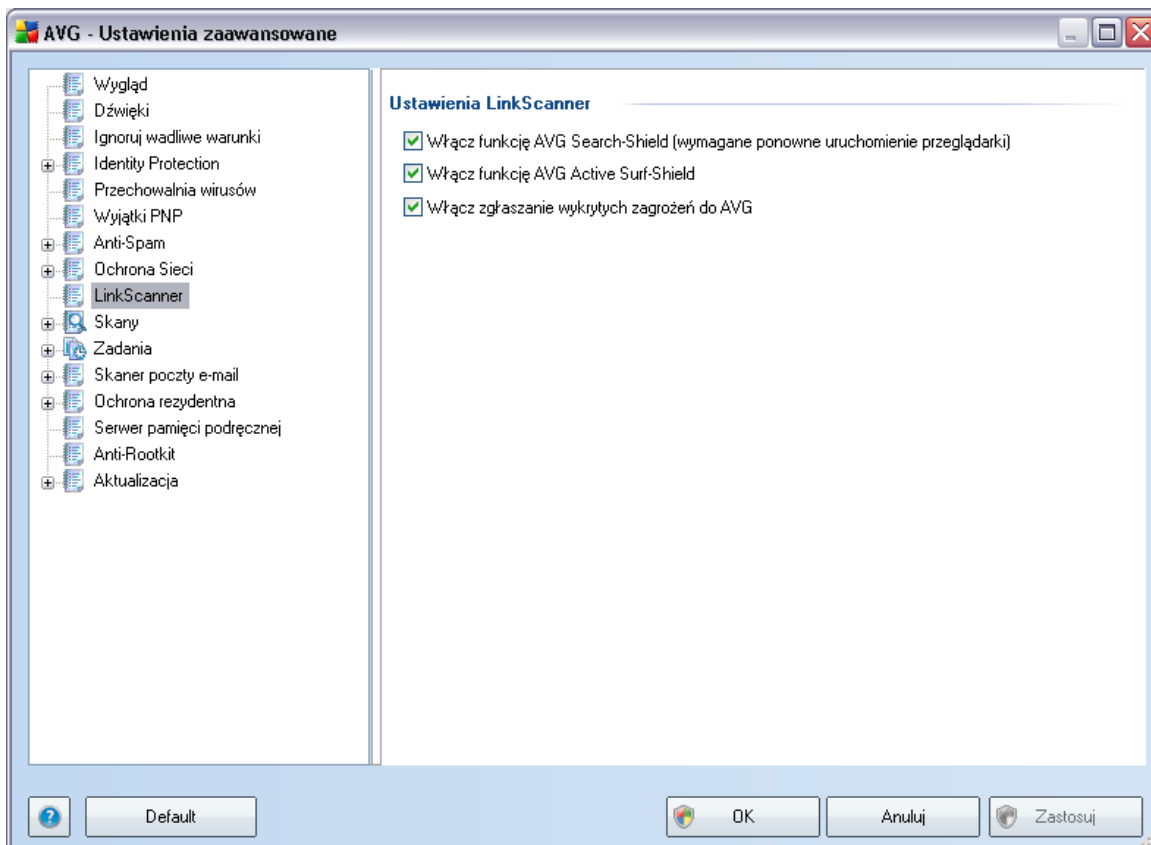 AVG - Ustawienia zaawansowane
Wygląd
Dźwięki
Ignoruj wadliwe warunki
Identity Protection
Przechowalnia wirusów
Wyjątki PNP
Anti-Spam
Ochrona Sieci
LinkScanner
Skany
Zadania
Skaner poczty e-mail
Ochrona rezydentna
Serwer pamięci podręcznej
Anti-Rootkit
Aktualizacja
Ustawienia LinkScanner
Włącz funkcję AVG Search-Shield (wymagane ponowne uruchomienie przeglądarki)
Włącz funkcję AVG Active Surf-Shield
Włącz zgłaszanie wykrytych zagrożeń do AVG
Default
OK
Anuluj
Zastosuj